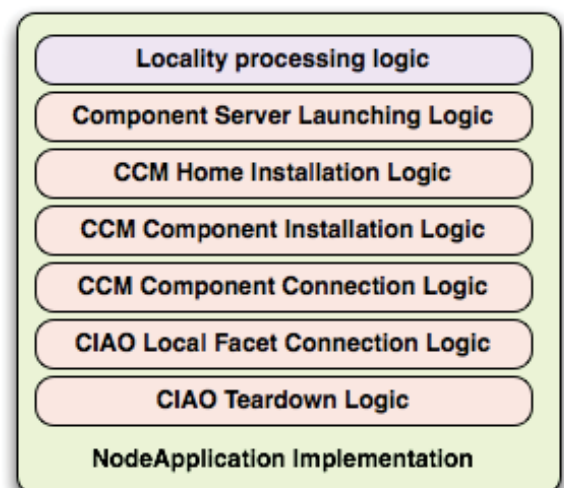 Locality processing logic
Component Server Launching Logic
CCM Home Installation Logic
CCM Component Installation Logic
CCM Component Connection Logic
CIAO Local Facet Connection Logic
CIAO Teardown Logic
NodeApplication Implementation